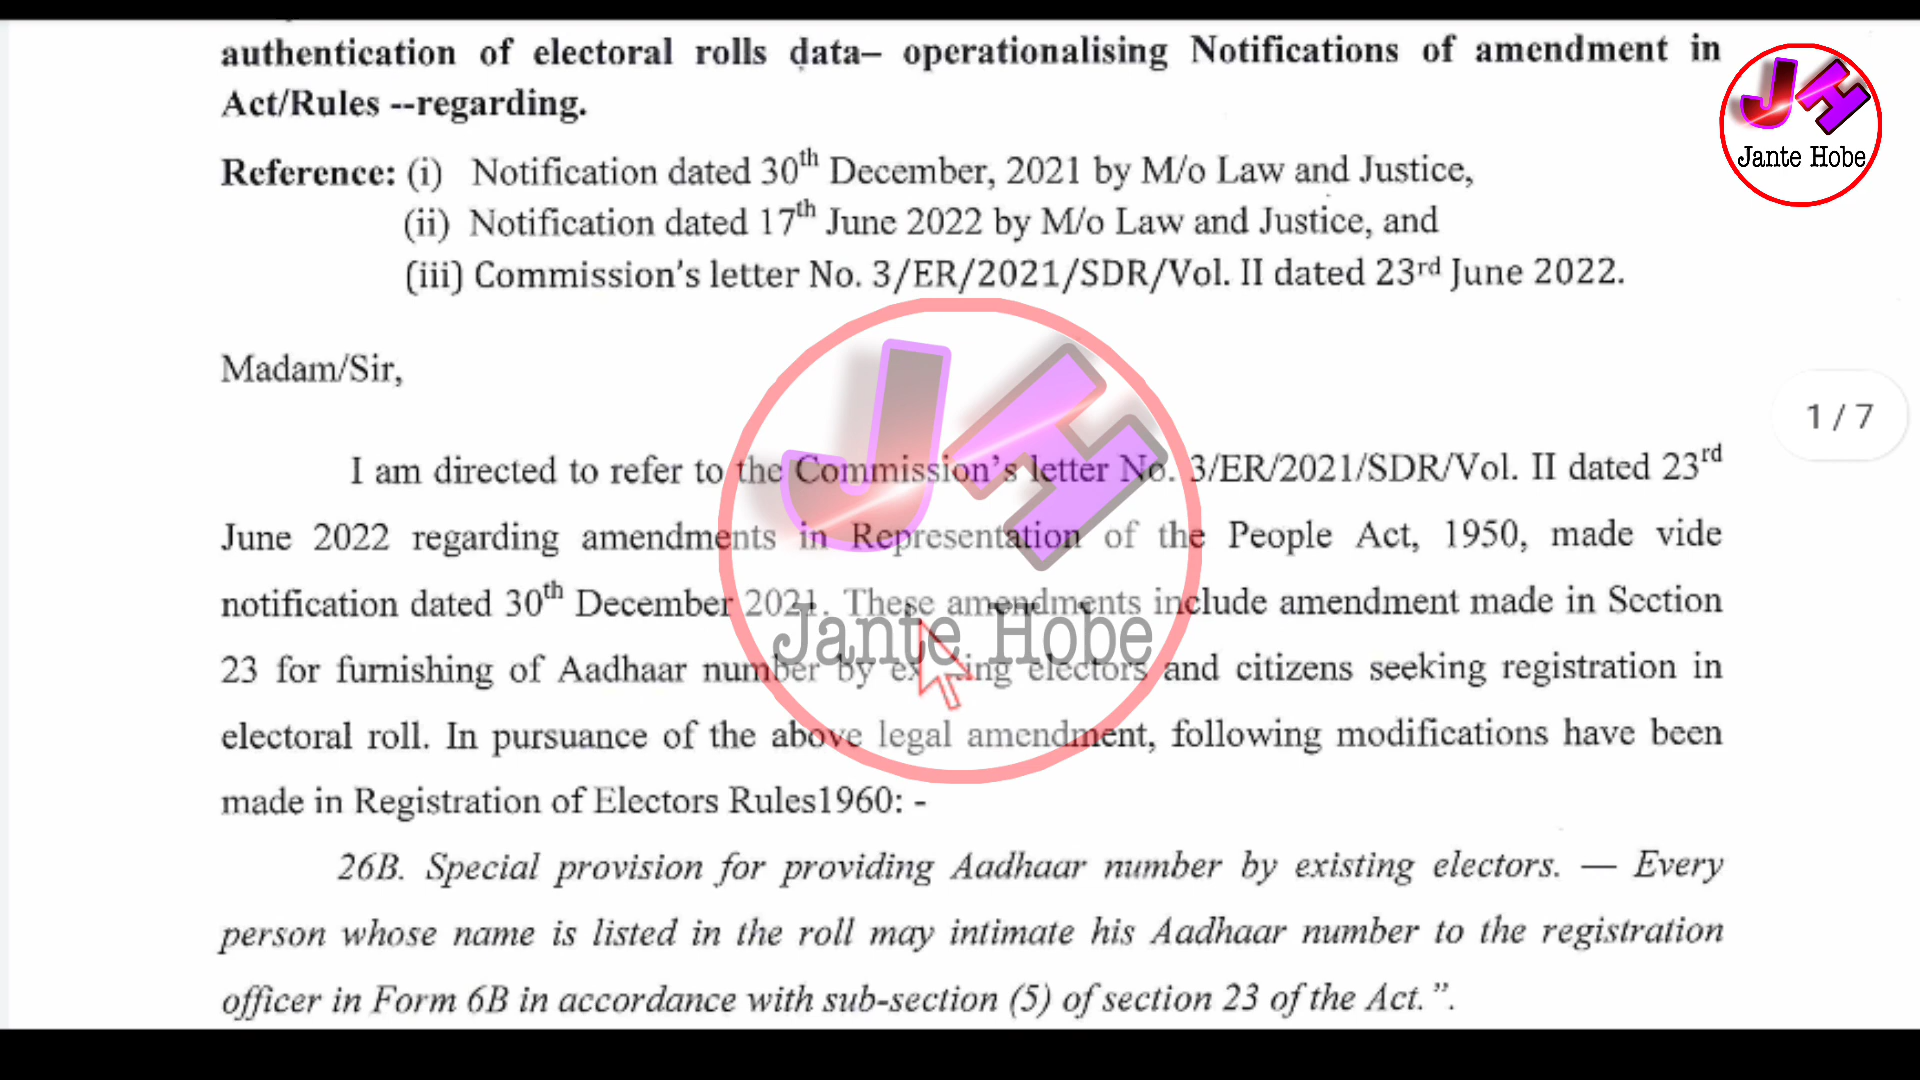 authentication of electoral rolls data– operationalising Notifications of amendment in
Act/Rules --regarding.
Reference: (i) Notification dated 30th December, 2021 by M/o Law and Justice,
(ii) Notification dated 17th June 2022 by M/o Law and Justice, and
(iii) Commission's letter No. 3/ER/2021/SDR/Vol. II dated 23rd June 2022.
Madam/Sir,
I am directed to refer to the Commission's letter No. 3/ER/2021/SDR/Vol. II dated 23rd
June 2022 regarding amendments in Representation of the People Act, 1950, made vide
notification dated 30th December 2021. These amendments include amendment made in Section
23 for furnishing of Aadhaar number by existing electors and citizens seeking registration in
electoral roll. In pursuance of the above legal amendment, following modifications have been
made in Registration of Electors Rules1960: -
26B. Special provision for providing Aadhaar number by existing electors. — Every
person whose name is listed in the roll may intimate his Aadhaar number to the registration
officer in Form 6B in accordance with sub-section (5) of section 23 of the Act.”.
JH
Jante Hobe
1 / 7
JH
Jante Hobe